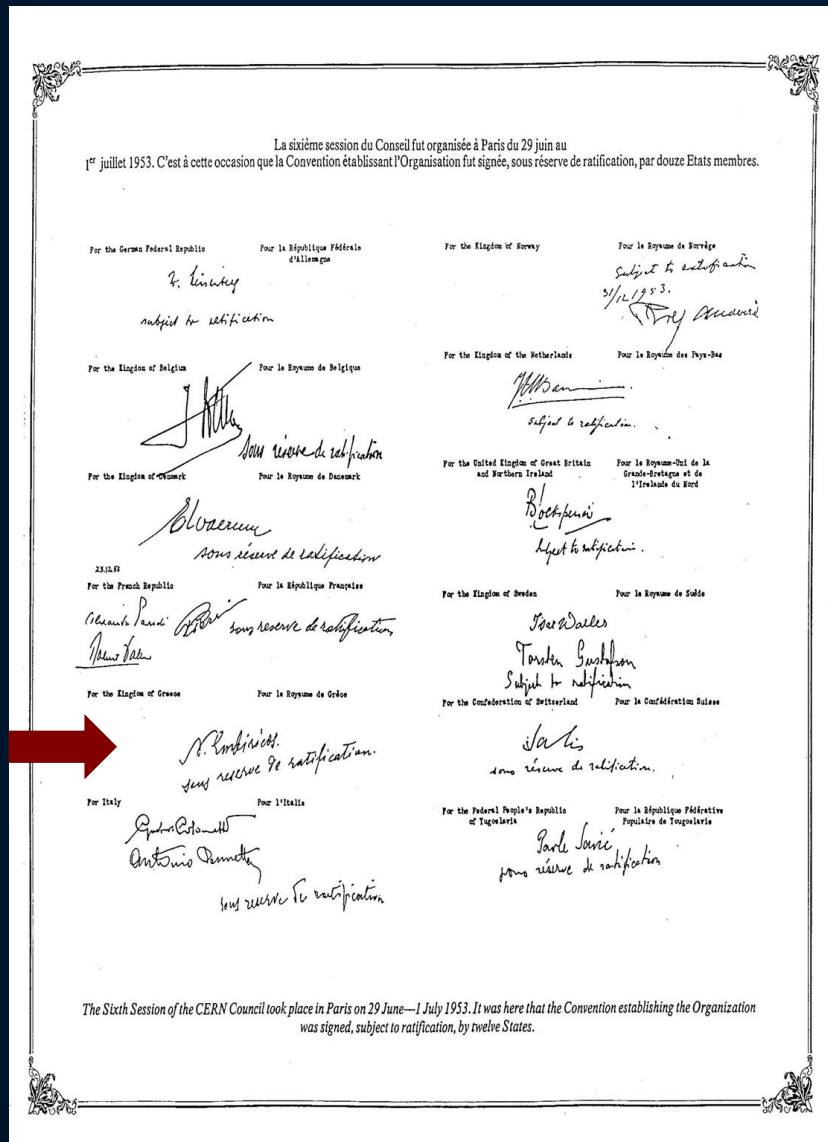 La sixième session du Conseil fut organisée à Paris du 29 juin au
1er juillet 1953. C'est à cette occasion que la Convention établissant l'Organisation fut signée, sous réserve de ratification, par douze Etats membres.
For the German Federal Republic
Pour la République Fédérale
d'Allemagne
subject to ratification
For the Kingdom of Belgium
Pour le Royaume de Belgique
sous réserve de ratification
For the Kingdom of Denmark
Pour le Royaume de Danemark
sous réserve de ratification
23.12.53
For the French Republic
Pour la République Française
sous reserve de ratification
For the Kingdom of Greece
Pour le Royaume de Grèce
N. Embiricos.
sous reserve de ratification.
For Italy
Pour l'Italie
Antonio
sous reserve de ratification
For the Kingdom of Norway
Pour le Royaume de Norvège
Subject to ratification
31/12 1953.
For the Kingdom of the Netherlands
Pour le Royaume des Pays-Bas
Subject to ratification.
For the United Kingdom of Great Britain
and Northern Ireland
Pour le Royaume-Uni de la
Grande-Bretagne et de
l'Irelande du Nord
Subject to ratification.
For the Kingdom of Sweden
Pour le Royaume de Suède
Ivar Waller
Torsten Gustafson
Subject to ratification
For the Confederation of Switzerland
Pour la Confédération Suisse
sous réserve de ratification.
For the Federal People's Republic
of Yugoslavia
Pour la République Fédérative
Populaire de Yougoslavie
Pavle Savić
sous réserve de ratification
The Sixth Session of the CERN Council took place in Paris on 29 June—1 July 1953. It was here that the Convention establishing the Organization
was signed, subject to ratification, by twelve States.